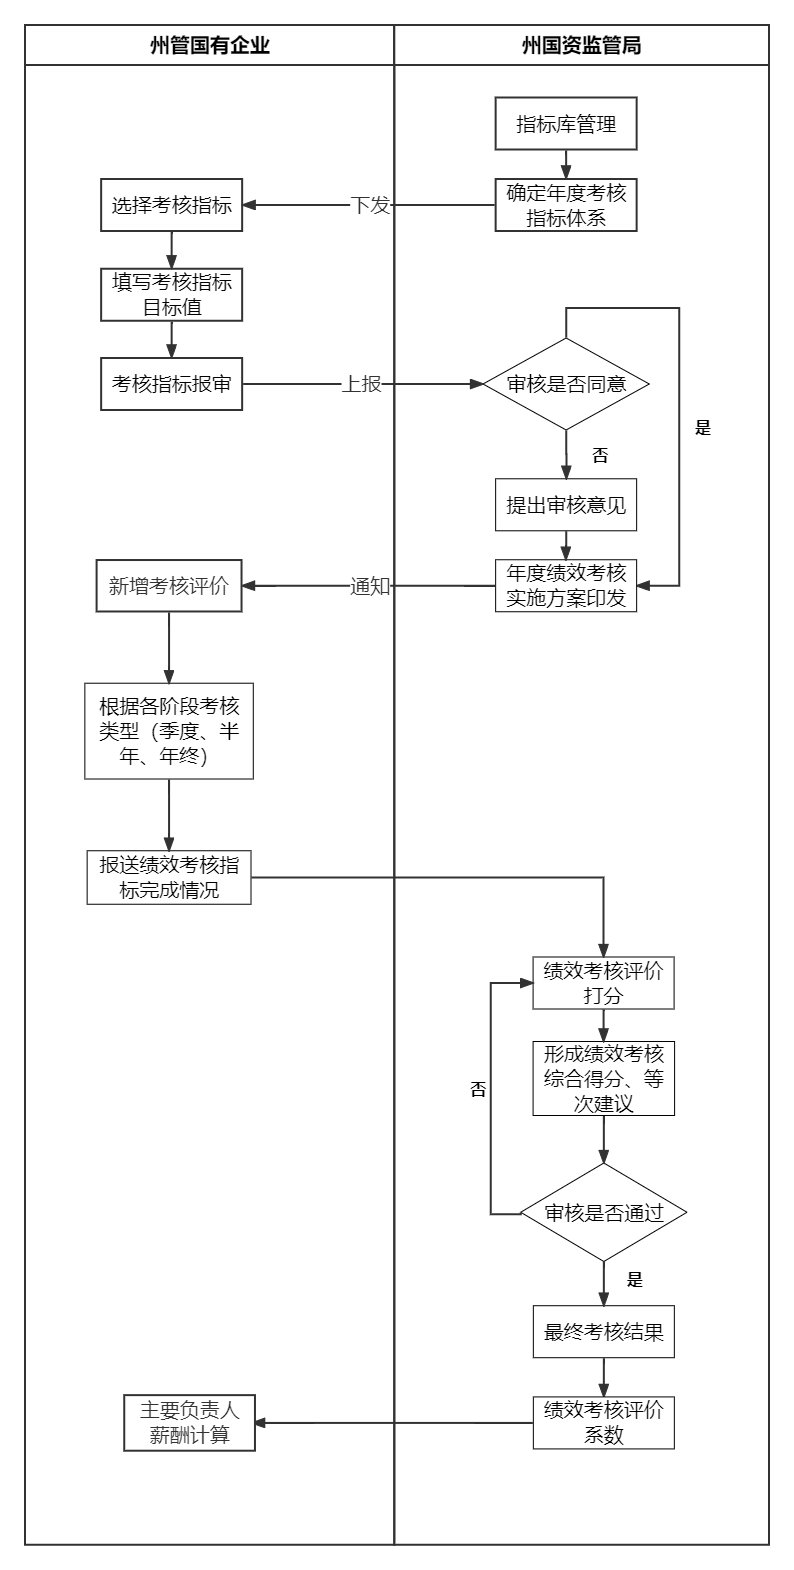 州管国有企业
州国资监管局
指标库管理
选择考核指标
下发
确定年度考核
指标体系
填写考核指标
目标值
考核指标报审
上报
审核是否同意
是
否
提出审核意见
新增考核评价
通知
年度绩效考核
实施方案印发
根据各阶段考核
类型（季度、半
年、年终）
报送绩效考核指
标完成情况
绩效考核评价
打分
形成绩效考核
综合得分、等
次建议
否
审核是否通过
是
最终考核结果
主要负责人
薪酬计算
绩效考核评价
系数